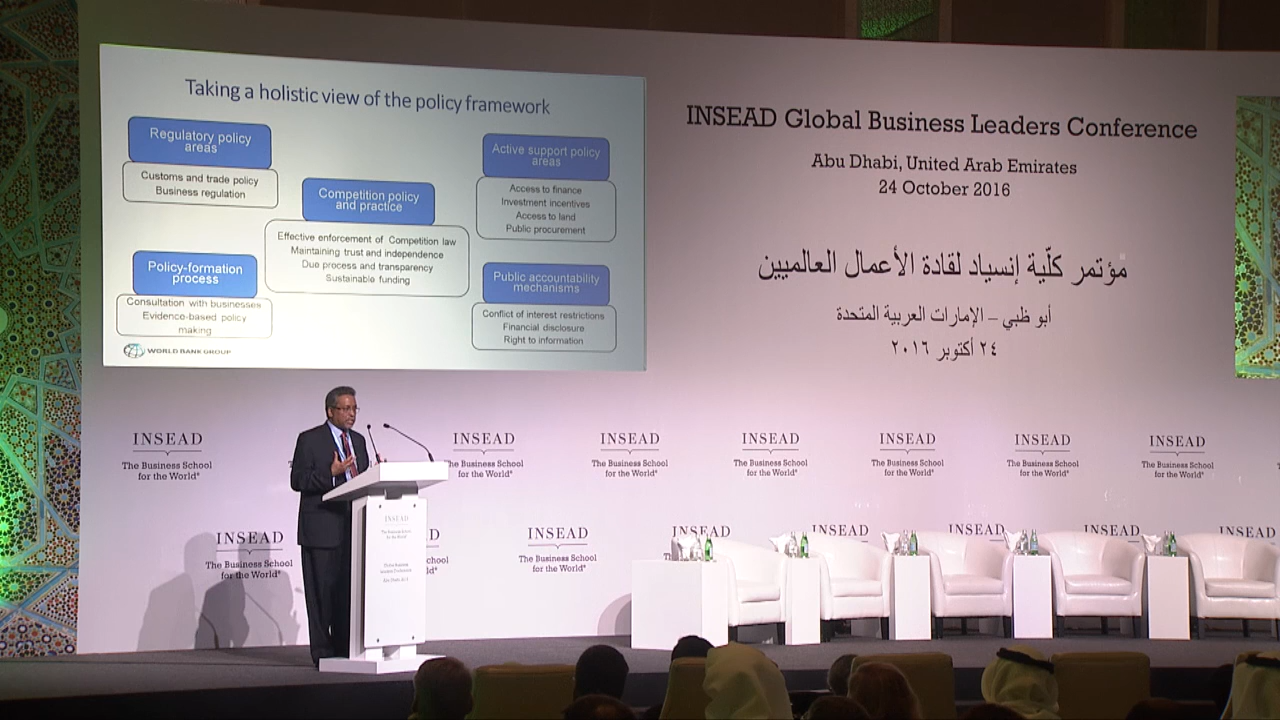 Taking a holistic view of the policy framework
Regulatory policy
areas
Customs and trade policy
Business regulation
Competition policy
and practice
Effective enforcement of Competition law
Maintaining trust and independence
Due process and transparency
Sustainable funding
Active support policy
areas
Access to finance
Investment incentives
Access to land
Public procurement
Policy-formation
process
Consultation with businesses
Evidence-based policy
making
Public accountability
mechanisms
Conflict of interest restrictions
Financial disclosure
Right to information
WORLD BANK GROUP
INSEAD Global Business Leaders Conference
Abu Dhabi, United Arab Emirates
24 October 2016
مؤتمر كلّية إنسياد لقادة الأعمال العالميين
أبو ظبي – الإمارات العربية المتحدة
٢٤ أكتوبر ٢٠١٦
INSEAD
The Business School
for the World®
INSEAD
The Business School
for the World®
INSEAD
The Business School
for the World®
INSEAD
The Business School
for the World®
INSEAD
The Business School
for the World®
INSEAD
The Business School
for the World®
INSEAD
The Business School
for the World®
INSEAD
The Business School
for the World®
INSEAD
The Business School
for the World®
INSEAD
INSEAD
INSEAD
INSEAD
INSEAD
INSEAD
The Business School
for the World